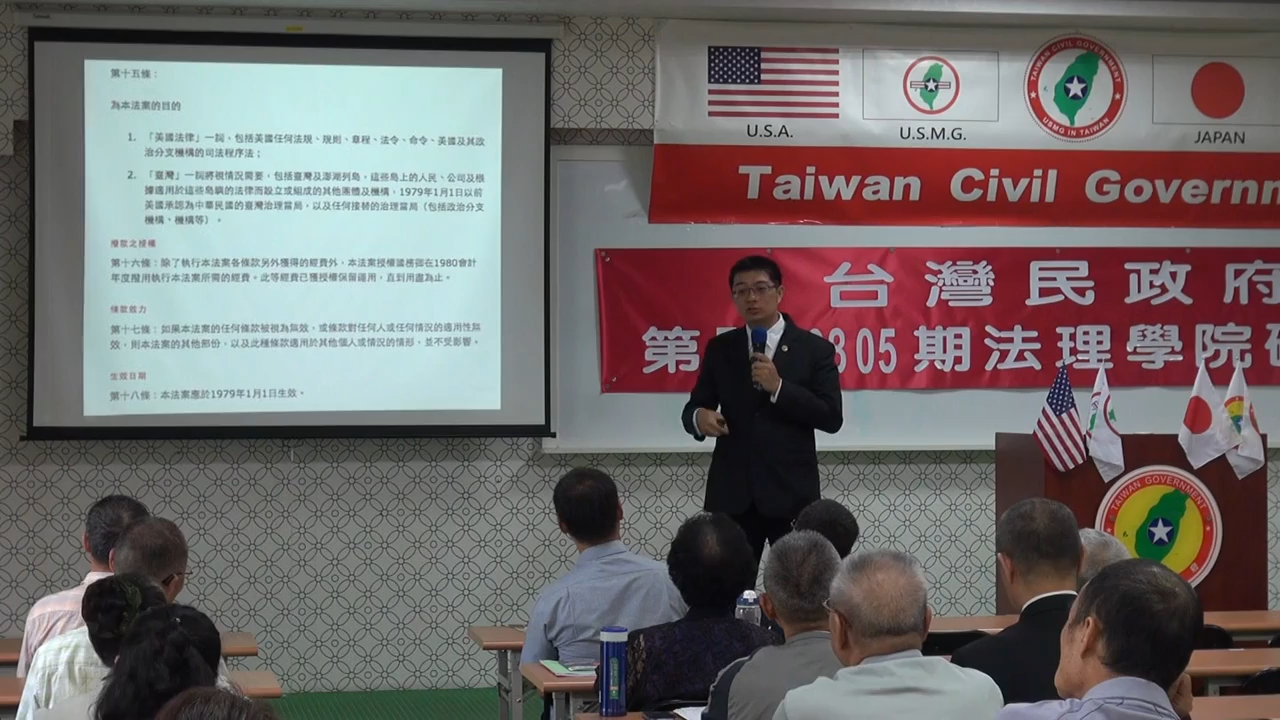 第十五條：
為本法案的目的
1. 「美國法律」一詞，包括美國任何法規、規則、章程、法令、命令、美國及其政
治分支機構的司法程序法；
2. 「臺灣」一詞將視情況需要，包括臺灣及澎湖列島，這些島上的人民、公司及根
據適用於這些島嶼的法律而設立或組成的其他團體及機構，1979年1月1日以前
美國承認為中華民國的臺灣治理當局，以及任何接替的治理當局（包括政治分支
機構、機構等）。
撥款之授權
第十六條：除了執行本法案各條款另外獲得的經費外，本法案授權國務卿在1980會計
年度撥用執行本法案所需的經費。此等經費已獲授權保留運用，直到用盡為止。
條款效力
第十七條：如果本法案的任何條款被視為無效，或條款對任何人或任何情況的適用性無
效，則本法案的其他部份，以及此種條款適用於其他個人或情況的情形，並不受影響。
生效日期
第十八條：本法案應於1979年1月1日生效。
U.S.A.
U.S.M.G.
TAIWAN CIVIL GOVERNMENT
USMG IN TAIWAN
JAPAN
Taiwan Civil Governm
台灣民政府
第 05期法理學院
TAIWAN GOVERNMENT